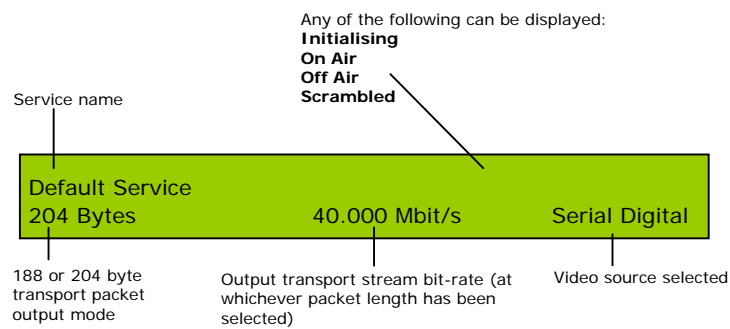 Any of the following can be displayed:
Initialising
On Air
Off Air
Scrambled
Service name
Default Service
204 Bytes 40.000 Mbit/s Serial Digital
188 or 204 byte
transport packet
output mode
Output transport stream bit-rate (at
whichever packet length has been
selected)
Video source selected